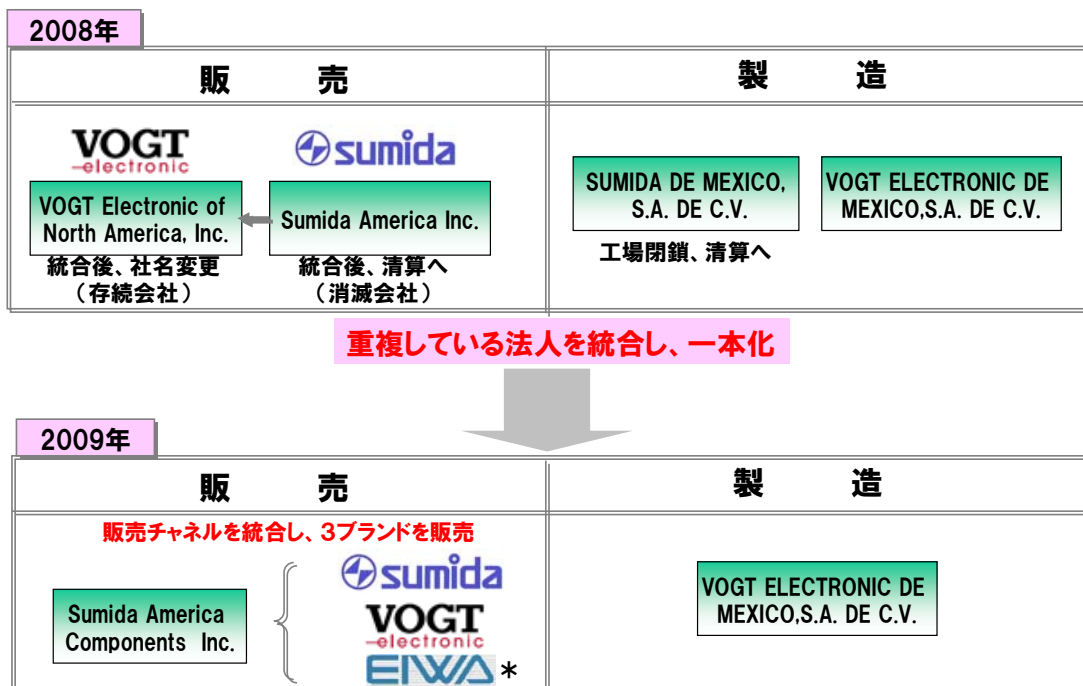 2008年
販 売
製 造
VOGT
electronic
sumida
VOGT Electronic of
North America, Inc.
Sumida America Inc.
SUMIDA DE MEXICO,
S.A. DE C.V.
VOGT ELECTRONIC DE
MEXICO,S.A. DE C.V.
統合後、社名変更
（存続会社）
統合後、清算へ
（消滅会社）
工場閉鎖、清算へ
重複している法人を統合し、一本化
2009年
販 売
製 造
販売チャネルを統合し、３ブランドを販売
Sumida America
Components Inc.
sumida
VOGT
electronic
EIWA *
VOGT ELECTRONIC DE
MEXICO,S.A. DE C.V.